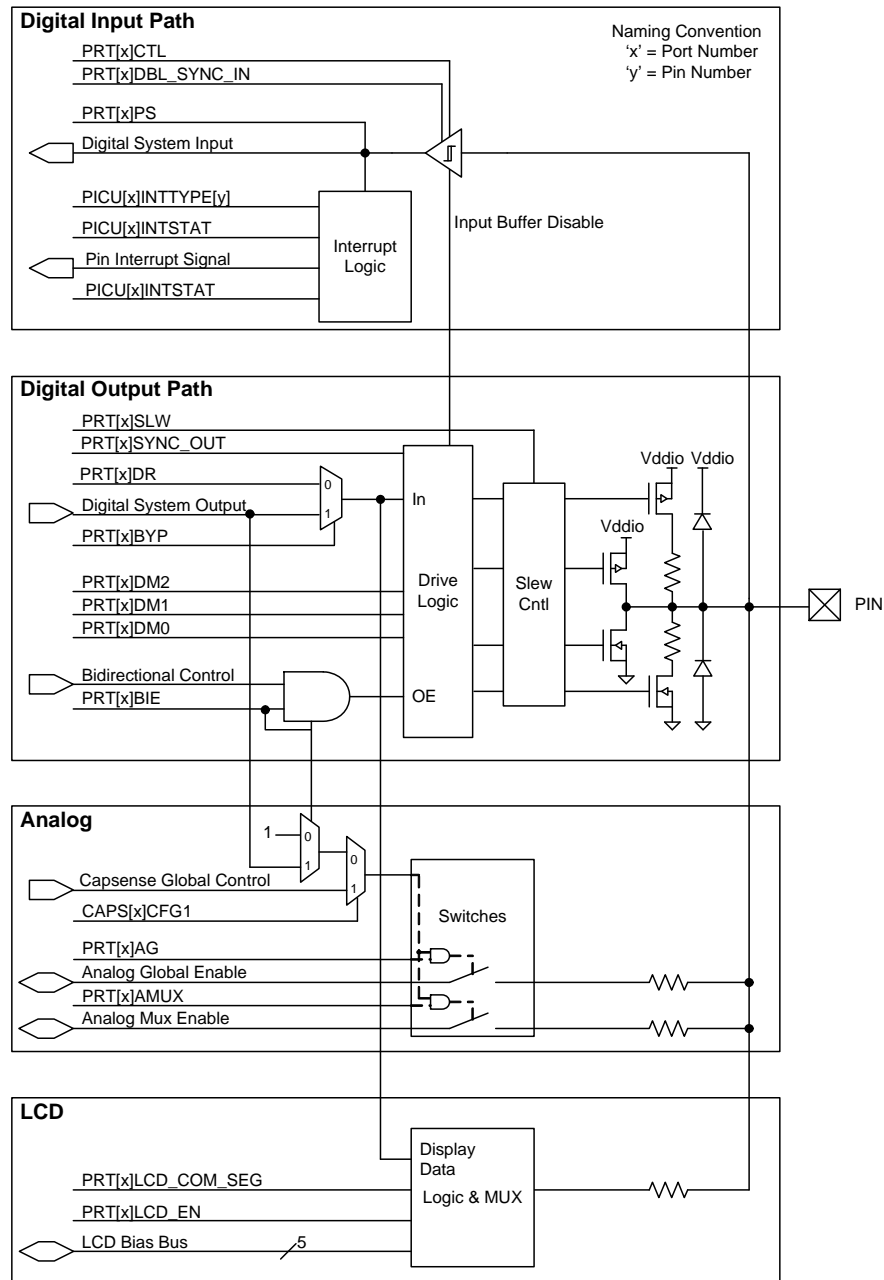 Digital Input Path
Naming Convention
'x' = Port Number
'y' = Pin Number
PRT[x]CTL
PRT[x]DBL_SYNC_IN
PRT[x]PS
Digital System Input
PICU[x]INTTYPE[y]
PICU[x]INTSTAT
Pin Interrupt Signal
PICU[x]INTSTAT
Interrupt
Logic
Input Buffer Disable
Digital Output Path
PRT[x]SLW
PRT[x]SYNC_OUT
PRT[x]DR
Digital System Output
PRT[x]BYP
0
1
PRT[x]DM2
PRT[x]DM1
PRT[x]DM0
Bidirectional Control
PRT[x]BIE
In
Drive
Logic
OE
Slew
Cntl
Vddio
Vddio
Vddio
PIN
Analog
1
0
1
0
1
Capsense Global Control
CAPS[x]CFG1
Switches
PRT[x]AG
Analog Global Enable
PRT[x]AMUX
Analog Mux Enable
LCD
Display
Data
Logic & MUX
PRT[x]LCD_COM_SEG
PRT[x]LCD_EN
LCD Bias Bus
5